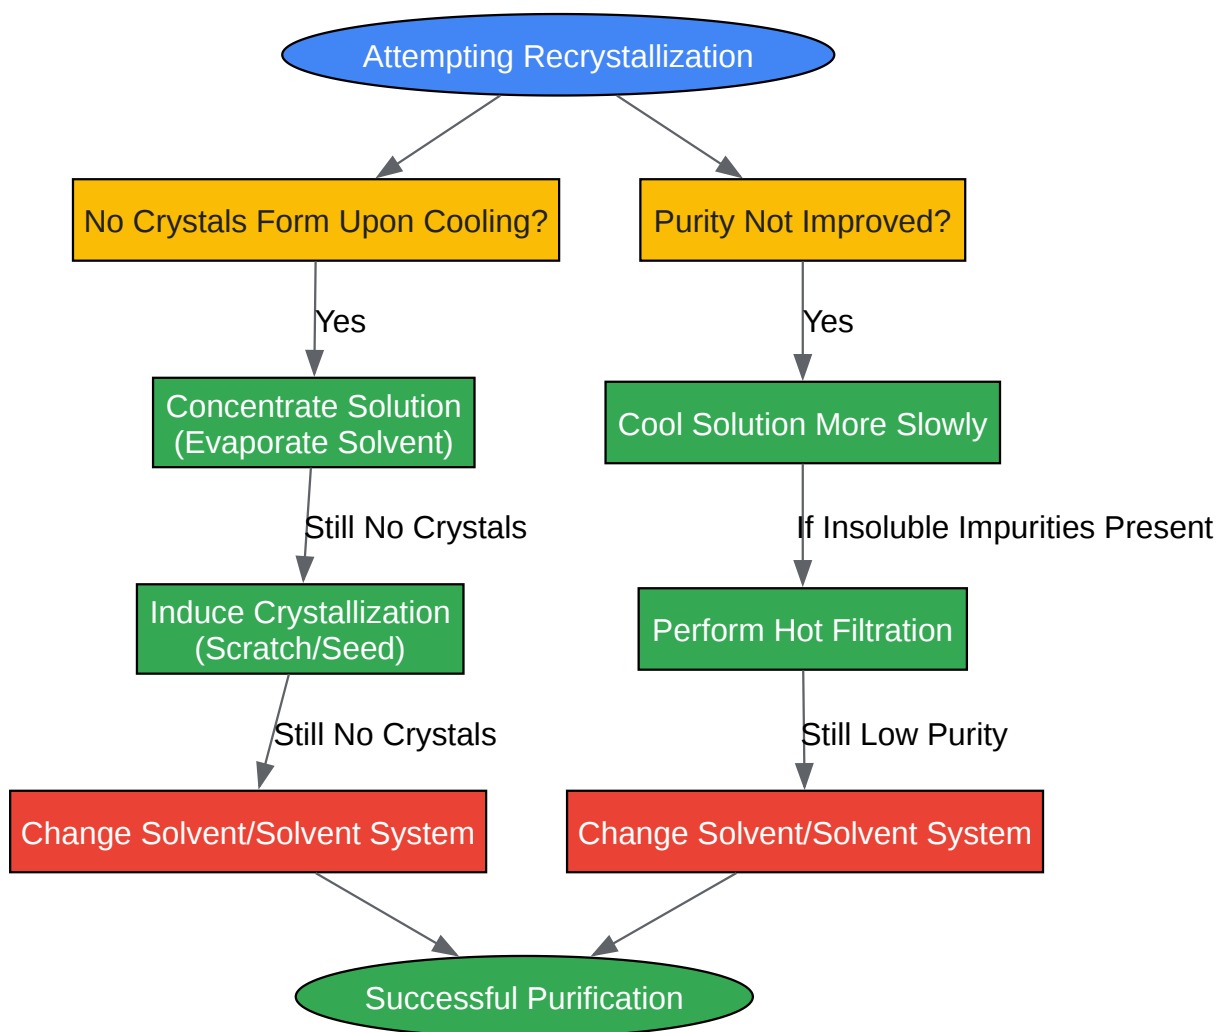 Attempting Recrystallization
No Crystals Form Upon Cooling?
Purity Not Improved?
Yes
Yes
Concentrate Solution
(Evaporate Solvent)
Cool Solution More Slowly
Still No Crystals
If Insoluble Impurities Present
Induce Crystallization
(Scratch/Seed)
Perform Hot Filtration
Still No Crystals
Still Low Purity
Change Solvent/Solvent System
Change Solvent/Solvent System
Successful Purification